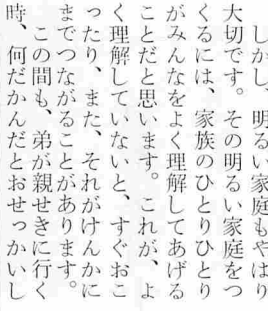 しかし、明るい家庭もやはり
大切です。その明るい家庭をつ
くるには、家族のひとりひとり
がみんなをよく理解してあげる
ことだと思います。これが、よ
く理解していないと、すぐおこ
ったり、また、それがけんかに
までつながることがあります。
この間も、弟が親せきに行く
時、何だかんだとおせっかいし